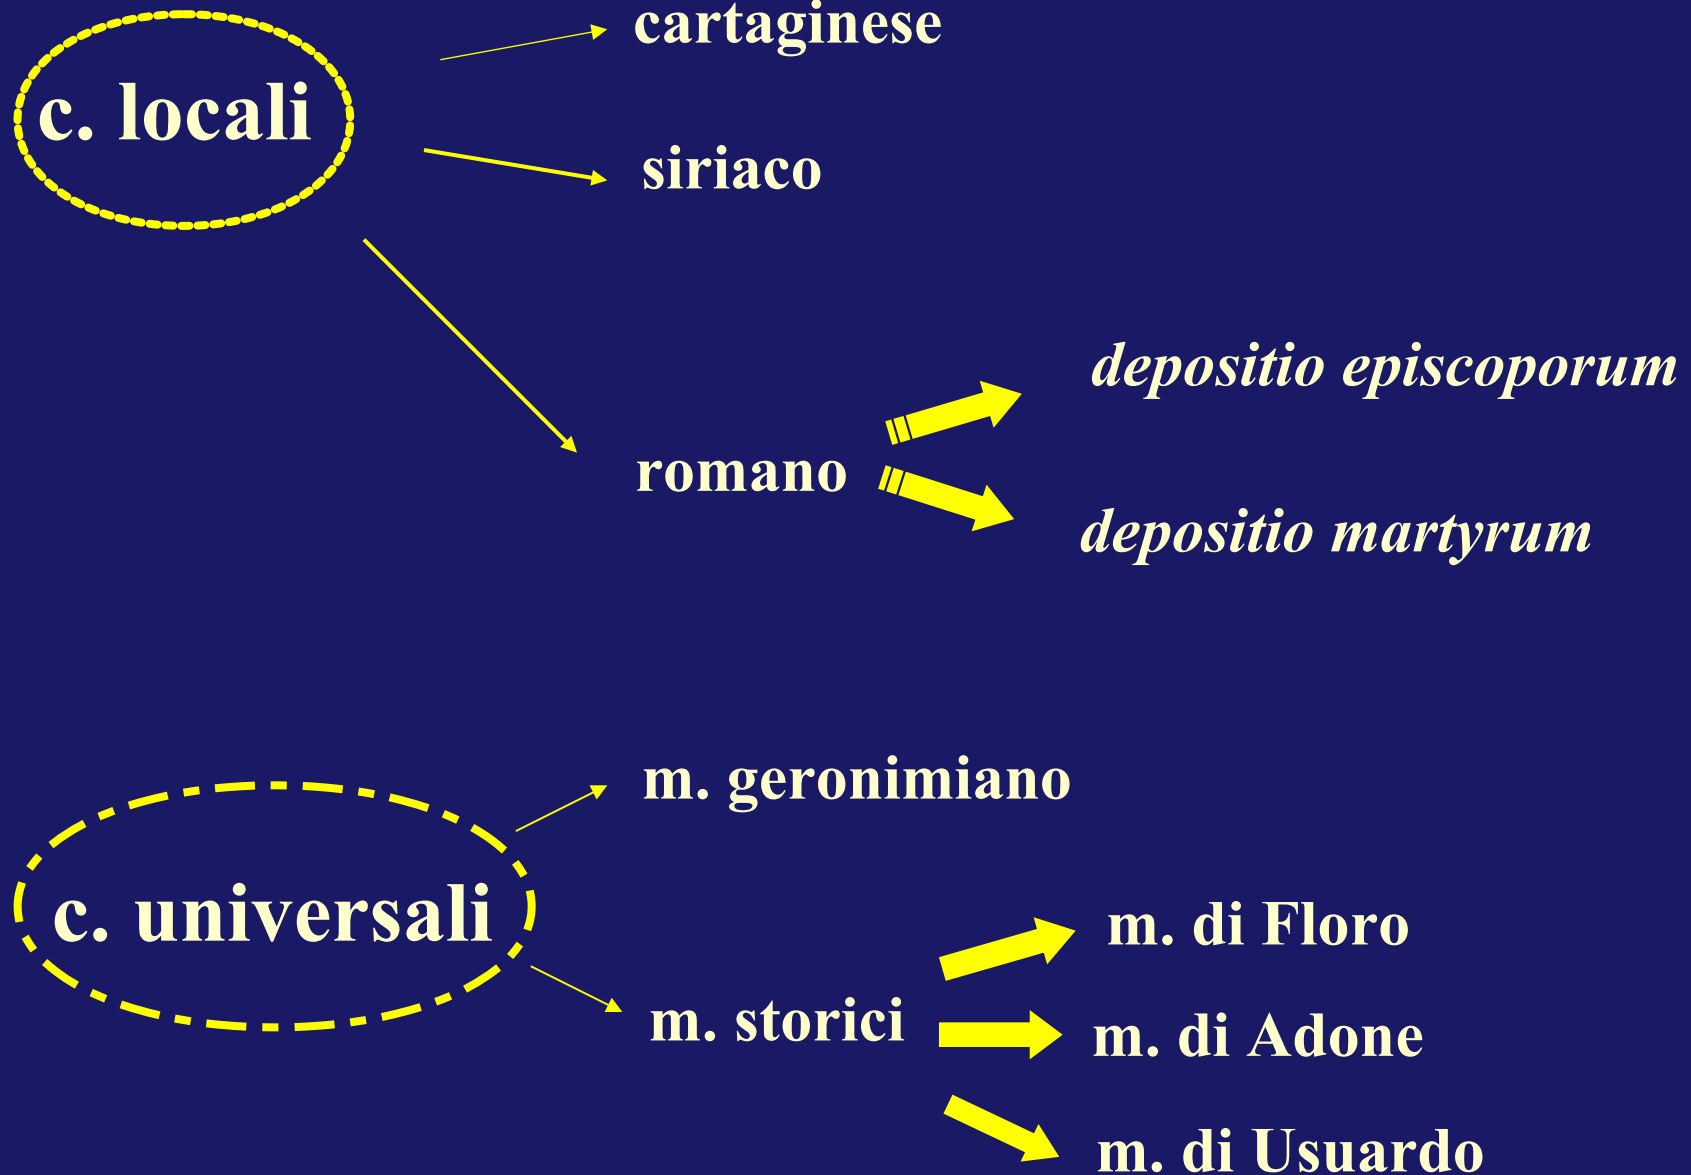 cartaginese
c. locali
siriaco
depositio episcoporum
romano
depositio martyrum
m. geronimiano
c. universali
m. di Floro
m. storici
m. di Adone
m. di Usuardo